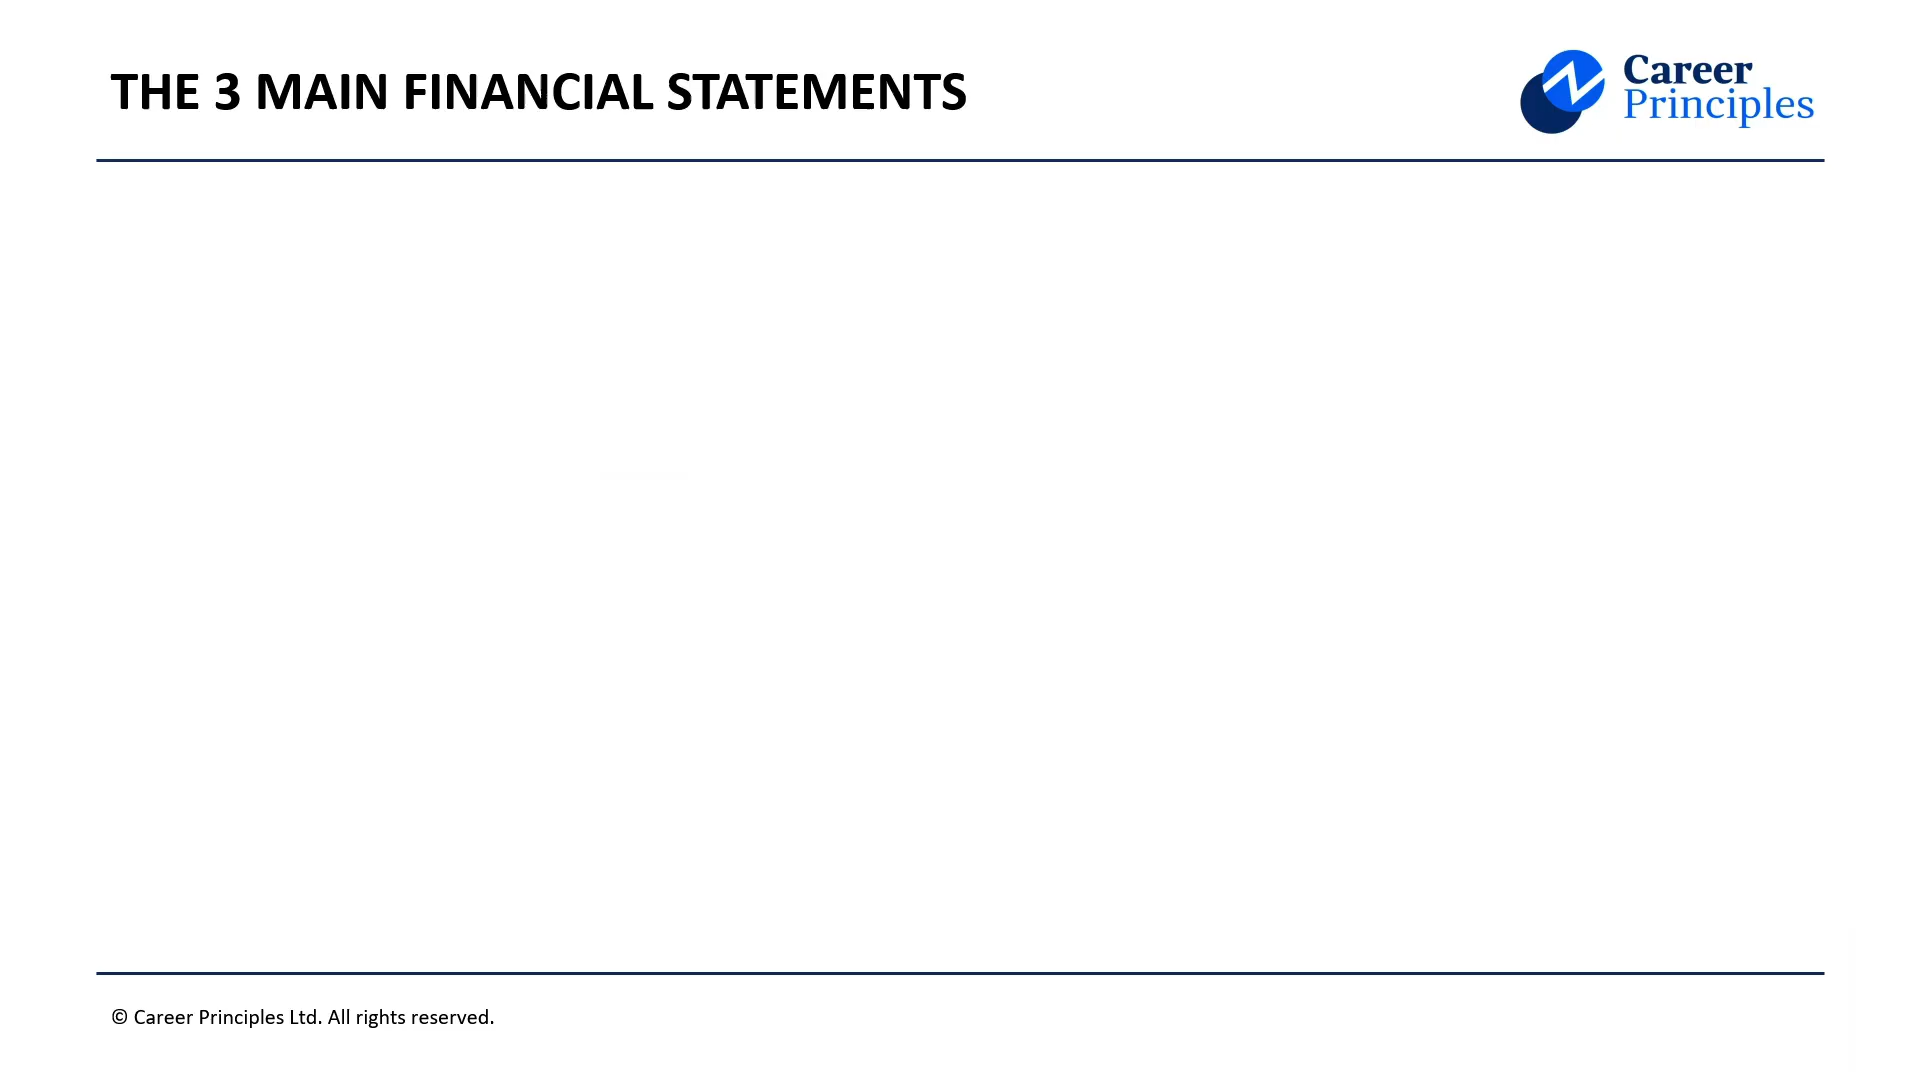 THE 3 MAIN FINANCIAL STATEMENTS
Career
Principles
© Career Principles Ltd. All rights reserved.